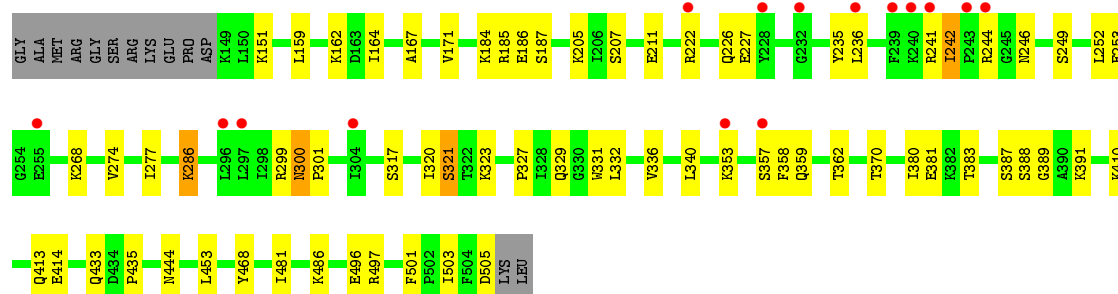 GLY ALA MET ARG GLY SER ARG LYS GLU PRO ASP K149 L150 K151 L159 K162 D163 I164 A167 V171 K184 R185 E186 S187 K205 I206 S207 E211 R222 Q226 E227 Y228 G232 Y235 L236 F239 K240 R241 I242 P243 R244 G245 N246 S249 L252
G254 E255 K268 V274 I277 K286 L296 L297 I298 R299 N300 P301 I304 S317 I320 S321 T322 K323 P327 I328 Q329 G330 W331 L332 V336 L340 K353 S357 F358 Q359 T362 T370 I380 E381 K382 T383 S387 S388 G389 A390 K391
Q413 E414 Q433 D434 P435 N444 L453 Y468 I481 K486 E496 R497 F501 P502 I503 F504 D505 LYS LEU